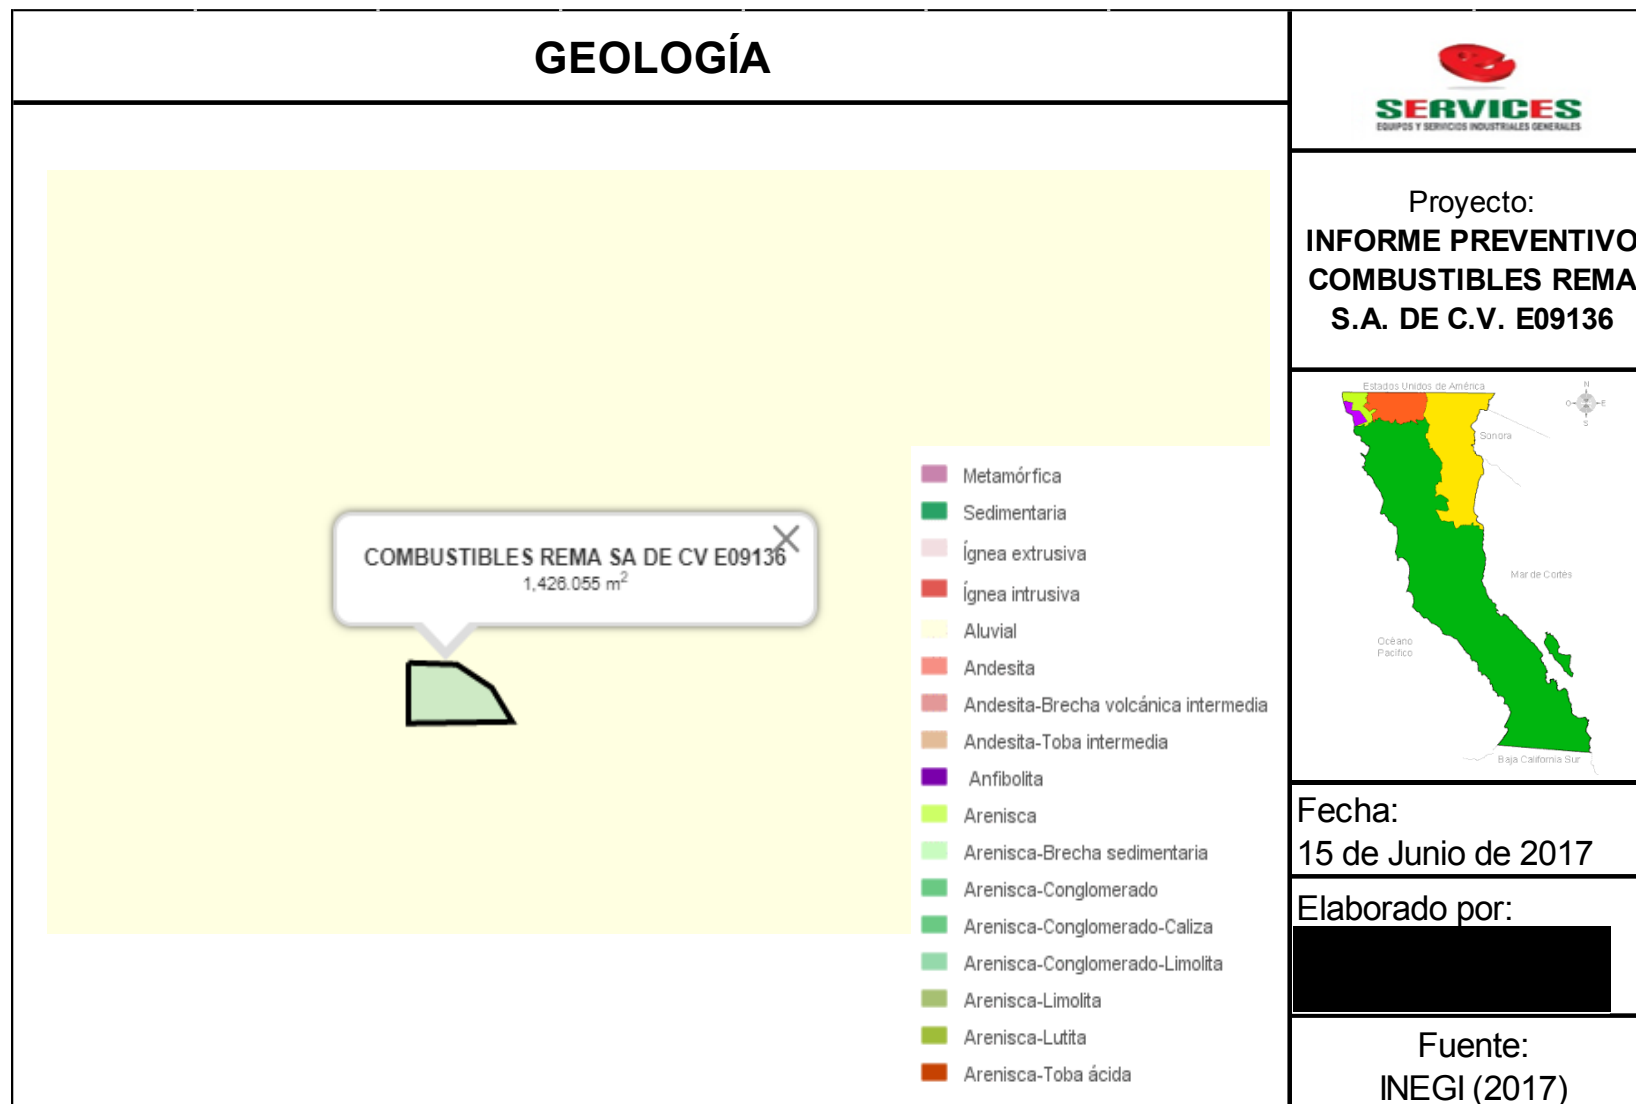 GEOLOGÍA
SERVICES
EQUIPOS Y SERVICIOS INDUSTRIALES GENERALES
Proyecto:
INFORME PREVENTIVO
COMBUSTIBLES REMA
S.A. DE C.V. E09136
COMBUSTIBLES REMA SA DE CV E09136
1,426.055 m²
Metamórfica
Sedimentaria
Ígnea extrusiva
Ígnea intrusiva
Aluvial
Andesita
Andesita-Brecha volcánica intermedia
Andesita-Toba intermedia
Anfibolita
Arenisca
Arenisca-Brecha sedimentaria
Arenisca-Conglomerado
Arenisca-Conglomerado-Caliza
Arenisca-Conglomerado-Limolita
Arenisca-Limolita
Arenisca-Lutita
Arenisca-Toba ácida
Estados Unidos de América
N
O
E
S
Sonora
Mar de Cortés
Océano
Pacífico
Baja California Sur
Fecha:
15 de Junio de 2017
Elaborado por:
Fuente:
INEGI (2017)